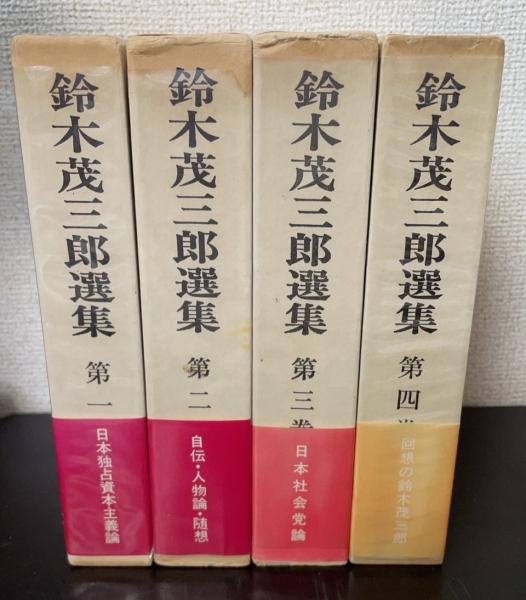 鈴木茂三郎選集 第一
日本独占資本主義論
鈴木茂三郎選集 第二
自伝・人物論・随想
鈴木茂三郎選集 第三巻
日本社会党論
鈴木茂三郎選集 第四巻
回想の鈴木茂三郎